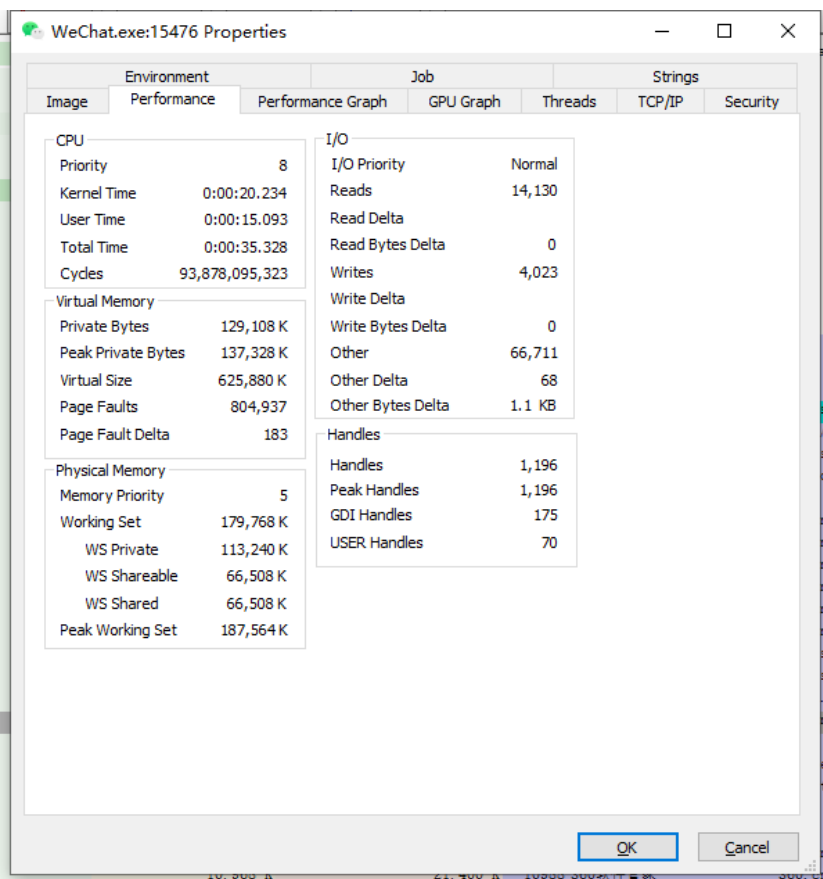 WeChat.exe:15476 Properties
Environment Job Strings
Image Performance Performance Graph GPU Graph Threads TCP/IP Security
CPU
Priority 8
Kernel Time 0:00:20.234
User Time 0:00:15.093
Total Time 0:00:35.328
Cycles 93,878,095,323
Virtual Memory
Private Bytes 129,108 K
Peak Private Bytes 137,328 K
Virtual Size 625,880 K
Page Faults 804,937
Page Fault Delta 183
Physical Memory
Memory Priority 5
Working Set 179,768 K
WS Private 113,240 K
WS Shareable 66,508 K
WS Shared 66,508 K
Peak Working Set 187,564 K
I/O
I/O Priority Normal
Reads 14,130
Read Delta
Read Bytes Delta 0
Writes 4,023
Write Delta
Write Bytes Delta 0
Other 66,711
Other Delta 68
Other Bytes Delta 1.1 KB
Handles
Handles 1,196
Peak Handles 1,196
GDI Handles 175
USER Handles 70
OK Cancel